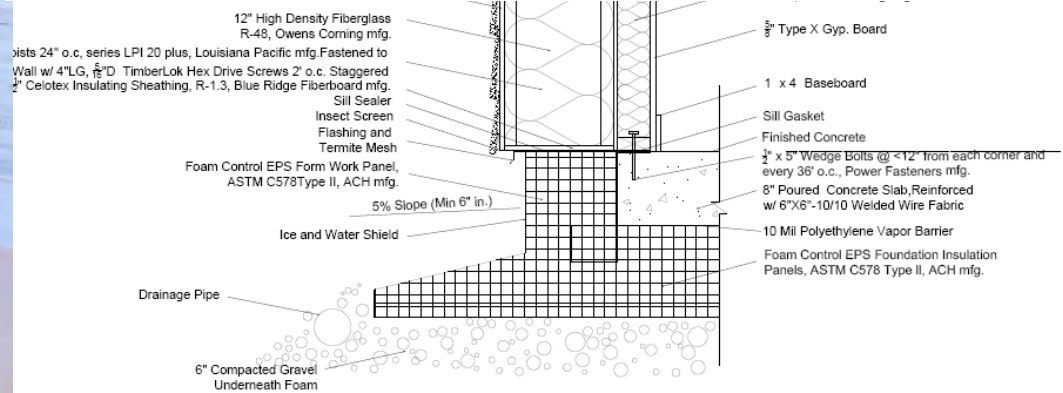 12" High Density Fiberglass
R-48, Owens Corning mfg.
oists 24" o.c, series LPI 20 plus, Louisiana Pacific mfg.Fastened to
Wall w/ 4"LG, 5/16"D TimberLok Hex Drive Screws 2' o.c. Staggered
1/2" Celotex Insulating Sheathing, R-1.3, Blue Ridge Fiberboard mfg.
Sill Sealer
Insect Screen
Flashing and
Termite Mesh
Foam Control EPS Form Work Panel,
ASTM C578Type II, ACH mfg.
5% Slope (Min 6" in.)
Ice and Water Shield
Drainage Pipe
6" Compacted Gravel
Underneath Foam
5/8" Type X Gyp. Board
1 x 4 Baseboard
Sill Gasket
Finished Concrete
1/2" x 5" Wedge Bolts @ <12" from each corner and
every 36' o.c., Power Fasteners mfg.
8" Poured Concrete Slab,Reinforced
w/ 6"X6"-10/10 Welded Wire Fabric
10 Mil Polyethylene Vapor Barrier
Foam Control EPS Foundation Insulation
Panels, ASTM C578 Type II, ACH mfg.